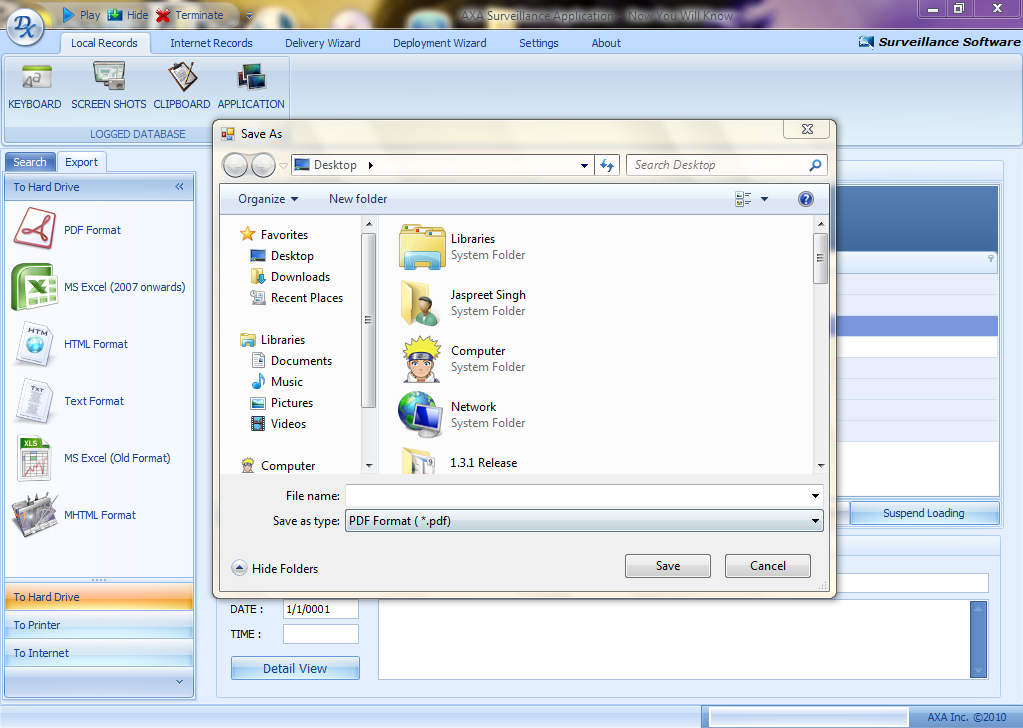 Play Hide Terminate
AXA Surveillance Application - Now You Will Know
Dx
Local Records Internet Records Delivery Wizard Deployment Wizard Settings About
Surveillance Software
KEYBOARD SCREEN SHOTS CLIPBOARD APPLICATION
LOGGED DATABASE
Search Export
To Hard Drive
PDF Format
MS Excel (2007 onwards)
HTM
HTML Format
TXT
Text Format
XLS
MS Excel (Old Format)
MHTML Format
To Hard Drive
To Printer
To Internet
Save As
Desktop
Search Desktop
Organize New folder
Favorites
Desktop
Downloads
Recent Places
Libraries
Documents
Music
Pictures
Videos
Computer
Libraries
System Folder
Jaspreet Singh
System Folder
Computer
System Folder
Network
System Folder
1.3.1 Release
File name:
Save as type: PDF Format ( *.pdf)
Hide Folders
Save Cancel
Suspend Loading
DATE : 1/1/0001
TIME :
Detail View
AXA Inc. ©2010